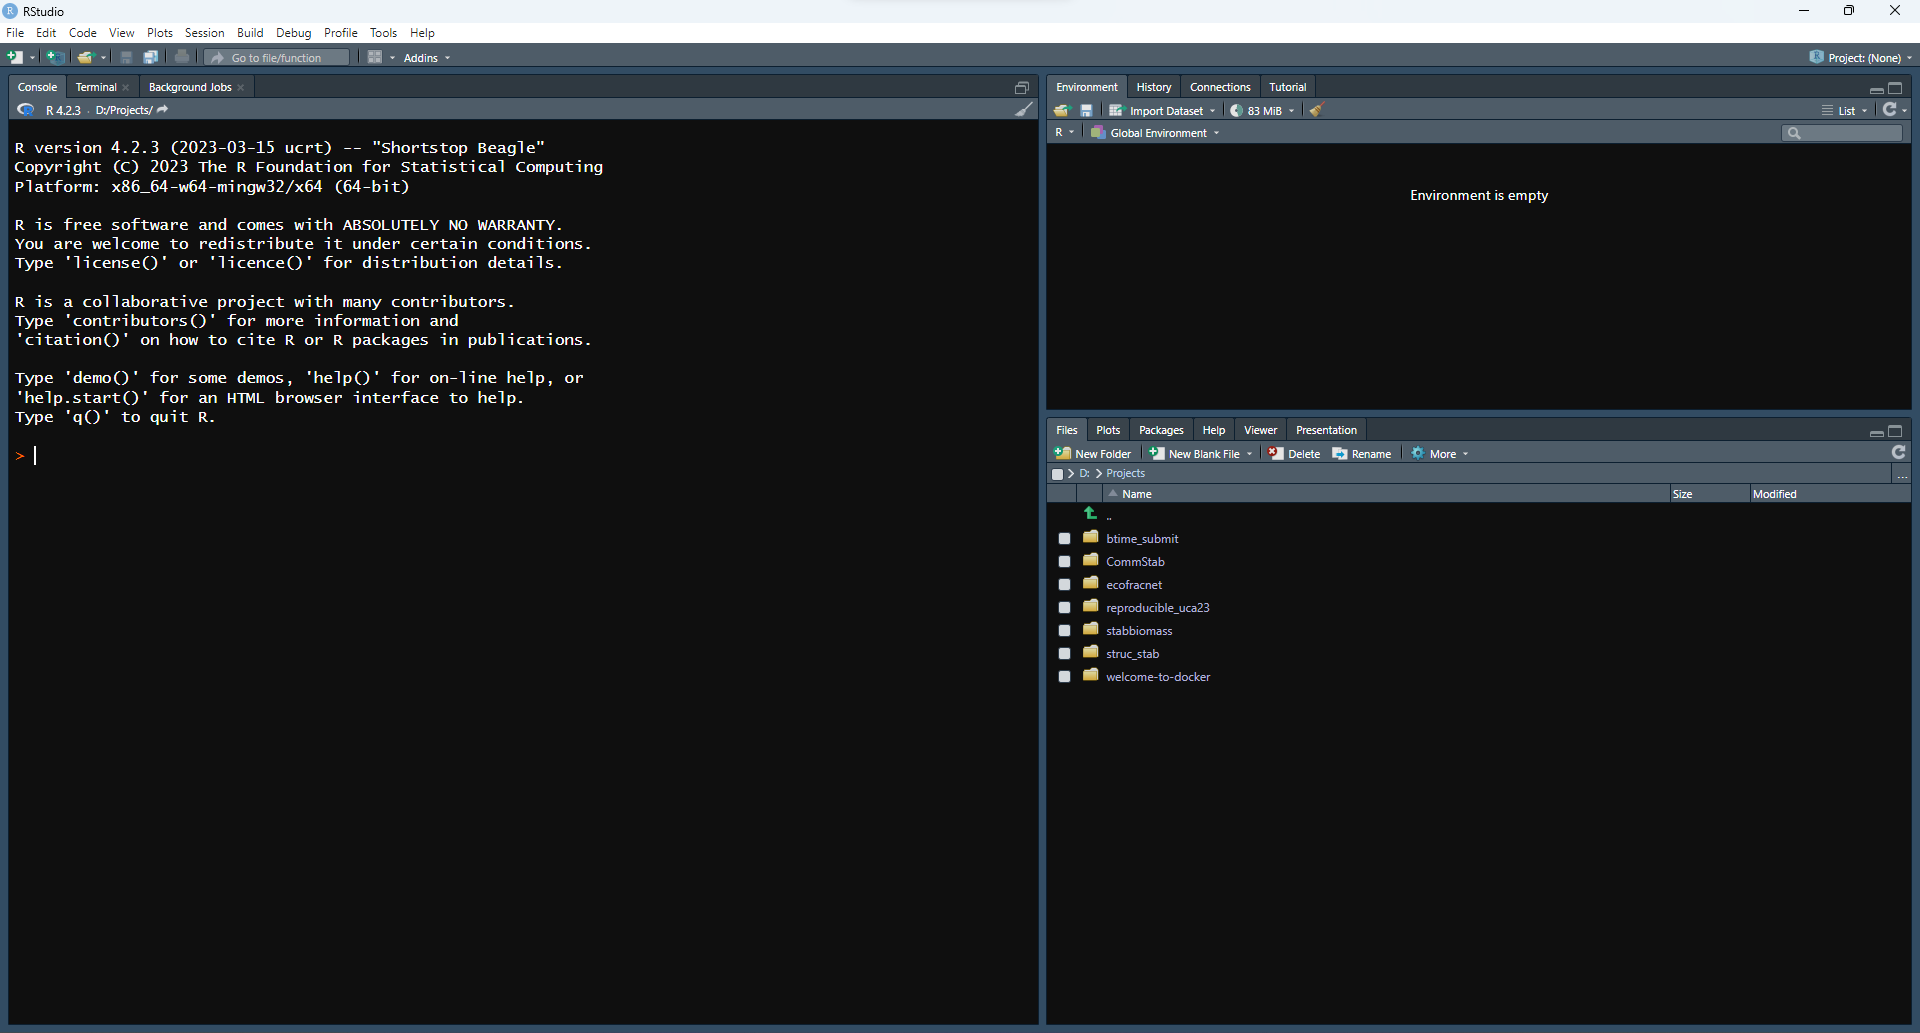 RStudio
File Edit Code View Plots Session Build Debug Profile Tools Help
Go to file/function Addins Project: (None)
Console Terminal Background Jobs
R 4.2.3 · D:/Projects/
R version 4.2.3 (2023-03-15 ucrt) -- "Shortstop Beagle"
Copyright (C) 2023 The R Foundation for Statistical Computing
Platform: x86_64-w64-mingw32/x64 (64-bit)
R is free software and comes with ABSOLUTELY NO WARRANTY.
You are welcome to redistribute it under certain conditions.
Type 'license()' or 'licence()' for distribution details.
R is a collaborative project with many contributors.
Type 'contributors()' for more information and
'citation()' on how to cite R or R packages in publications.
Type 'demo()' for some demos, 'help()' for on-line help, or
'help.start()' for an HTML browser interface to help.
Type 'q()' to quit R.
>
Environment History Connections Tutorial
Import Dataset 83 MiB List
R Global Environment
Environment is empty
Files Plots Packages Help Viewer Presentation
New Folder New Blank File Delete Rename More
D: Projects ...
Name Size Modified
..
btime_submit
CommStab
ecofracnet
reproducible_uca23
stabbiomass
struc_stab
welcome-to-docker